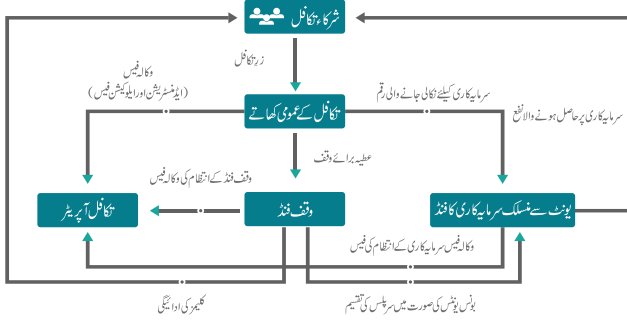 شرکاء تکافل
زرِ تکافل
وکالہ فیس
(ایڈمنسٹریشن اور ایلوکیشن فیس)
سرمایہ کاری کیلئے نکالی جانے والی رقم
سرمایہ کاری پر حاصل ہونے والا نفع
تکافل کے عمومی کھاتے
عطیہ برائے وقف
وقف فنڈ کے انتظام کی وکالہ فیس
تکافل آپریٹر
وقف فنڈ
یونٹ سے منسلک سرمایہ کاری کا فنڈ
وکالہ فیس سرمایہ کاری کے انتظام کی فیس
کلیمز کی ادائیگی
بونس یونٹس کی صورت میں سرپلس کی تقسیم